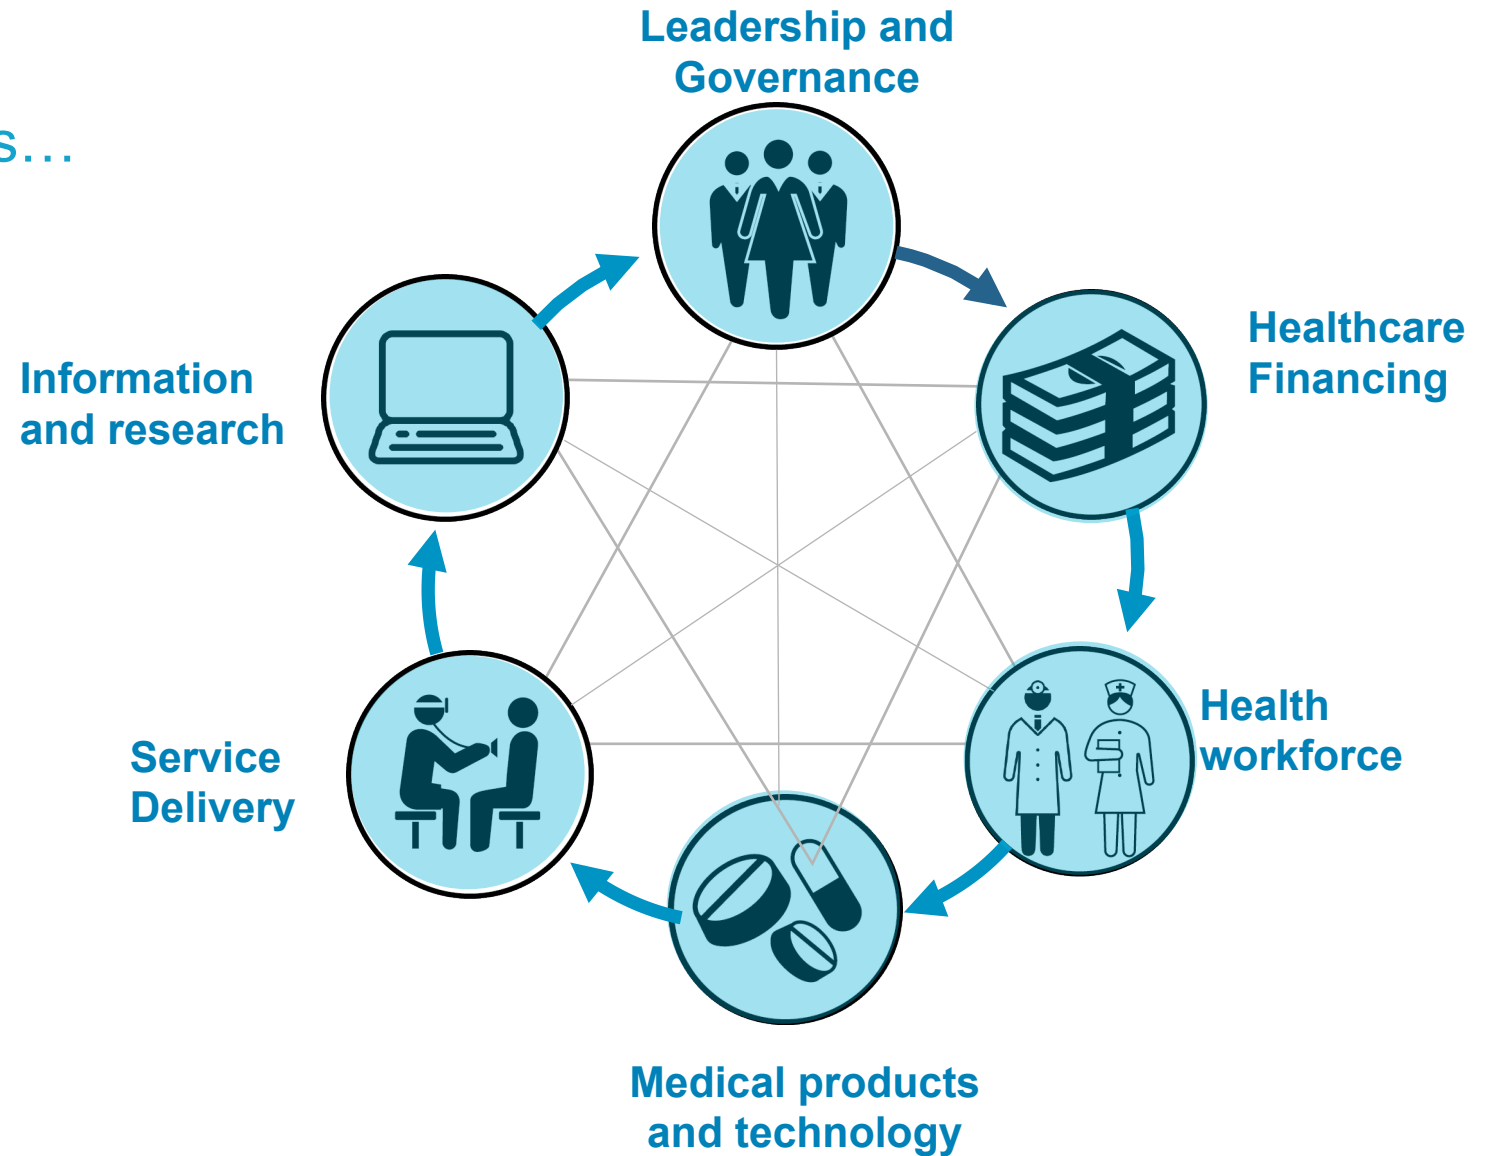 Leadership and
Governance
s…
Healthcare
Financing
Information
and research
Health
workforce
Service
Delivery
Medical products
and technology